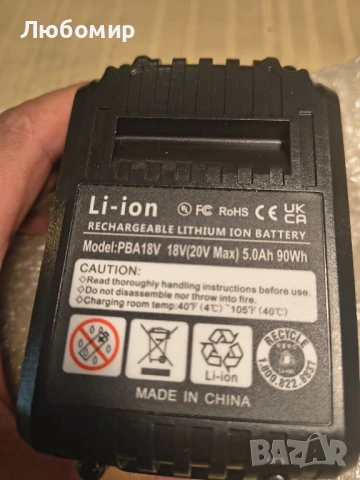 Любомир
Li-ion UL FC RoHS CE UK CA
RECHARGEABLE LITHIUM ION BATTERY
Model:PBA18V 18V(20V Max) 5.0Ah 90Wh
CAUTION:
Read thoroughly handling instructions before use
Do not disassemble nor throw into fire
Charging room temp:40°F(4℃)~105°F(40℃)
Li-ion
RECYCLE
1.800.822.8837
MADE IN CHINA
BAZAR